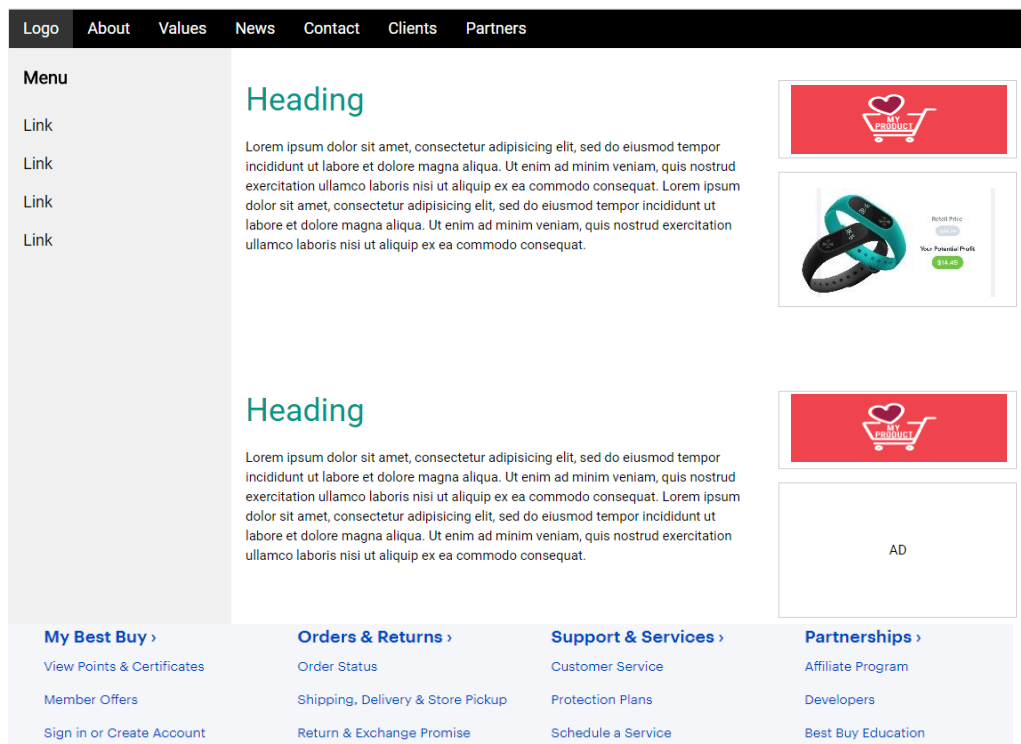 Logo About Values News Contact Clients Partners
Menu
Link
Link
Link
Link
Heading
Lorem ipsum dolor sit amet, consectetur adipisicing elit, sed do eiusmod tempor
incididunt ut labore et dolore magna aliqua. Ut enim ad minim veniam, quis nostrud
exercitation ullamco laboris nisi ut aliquip ex ea commodo consequat. Lorem ipsum
dolor sit amet, consectetur adipisicing elit, sed do eiusmod tempor incididunt ut
labore et dolore magna aliqua. Ut enim ad minim veniam, quis nostrud exercitation
ullamco laboris nisi ut aliquip ex ea commodo consequat.
MY
PRODUCT
Retail Price
Your Potential Profit
$14.45
Heading
Lorem ipsum dolor sit amet, consectetur adipisicing elit, sed do eiusmod tempor
incididunt ut labore et dolore magna aliqua. Ut enim ad minim veniam, quis nostrud
exercitation ullamco laboris nisi ut aliquip ex ea commodo consequat. Lorem ipsum
dolor sit amet, consectetur adipisicing elit, sed do eiusmod tempor incididunt ut
labore et dolore magna aliqua. Ut enim ad minim veniam, quis nostrud exercitation
ullamco laboris nisi ut aliquip ex ea commodo consequat.
MY
PRODUCT
AD
My Best Buy ›
View Points & Certificates
Member Offers
Sign in or Create Account
Orders & Returns ›
Order Status
Shipping, Delivery & Store Pickup
Return & Exchange Promise
Support & Services ›
Customer Service
Protection Plans
Schedule a Service
Partnerships ›
Affiliate Program
Developers
Best Buy Education